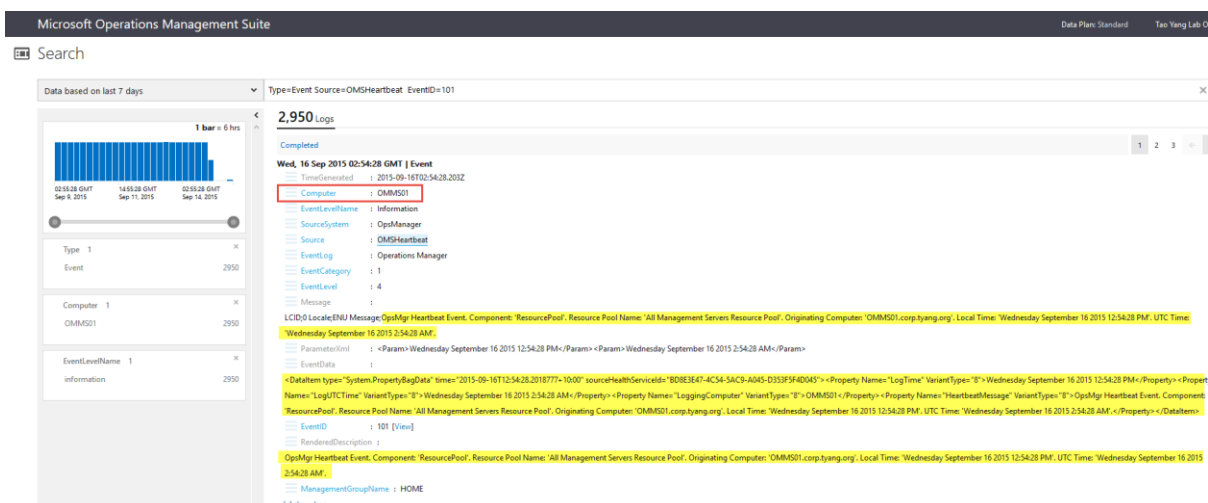 Microsoft Operations Management Suite
Data Plan: Standard
Tao Yang Lab O
Search
Data based on last 7 days
Type=Event Source=OMSHeartbeat EventID=101
1 bar = 6 hrs
02:55:28 GMT 14:55:28 GMT 02:55:28 GMT
Sep 9, 2015 Sep 11, 2015 Sep 14, 2015
Type 1
Event 2950
Computer 1
OMMS01 2950
EventLevelName 1
information 2950
2,950 Logs
Completed
1 2 3
Wed, 16 Sep 2015 02:54:28 GMT | Event
TimeGenerated : 2015-09-16T02:54:28.203Z
Computer : OMMS01
EventLevelName : Information
SourceSystem : OpsManager
Source : OMSHeartbeat
EventLog : Operations Manager
EventCategory : 1
EventLevel : 4
Message :
LCID;0 Locale;ENU Message;OpsMgr Heartbeat Event. Component: 'ResourcePool'. Resource Pool Name: 'All Management Servers Resource Pool'. Originating Computer: 'OMMS01.corp.tyang.org'. Local Time: 'Wednesday September 16 2015 12:54:28 PM'. UTC Time:
'Wednesday September 16 2015 2:54:28 AM'.
ParameterXml : <Param>Wednesday September 16 2015 12:54:28 PM</Param><Param>Wednesday September 16 2015 2:54:28 AM</Param>
EventData :
<DataItem type="System.PropertyBagData" time="2015-09-16T12:54:28.2018777+10:00" sourceHealthServiceId="BD8E3E47-4C54-5AC9-A045-D353F5F4D045"><Property Name="LogTime" VariantType="8">Wednesday September 16 2015 12:54:28 PM</Property><Propert
Name="LogUTCTime" VariantType="8">Wednesday September 16 2015 2:54:28 AM</Property><Property Name="LoggingComputer" VariantType="8">OMMS01</Property><Property Name="HeartbeatMessage" VariantType="8">OpsMgr Heartbeat Event. Component:
'ResourcePool'. Resource Pool Name: 'All Management Servers Resource Pool'. Originating Computer: 'OMMS01.corp.tyang.org'. Local Time: 'Wednesday September 16 2015 12:54:28 PM'. UTC Time: 'Wednesday September 16 2015 2:54:28 AM'.</Property></DataItem>
EventID : 101 [View]
RenderedDescription :
OpsMgr Heartbeat Event. Component: 'ResourcePool'. Resource Pool Name: 'All Management Servers Resource Pool'. Originating Computer: 'OMMS01.corp.tyang.org'. Local Time: 'Wednesday September 16 2015 12:54:28 PM'. UTC Time: 'Wednesday September 16 2015
2:54:28 AM'.
ManagementGroupName : HOME